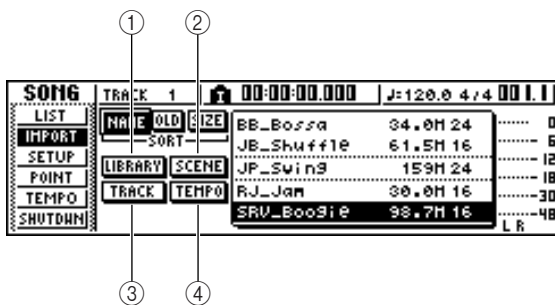 ① ②
SONG TRACK 1 00:00:00.000 ♩=120.0 4/4 001.1
LIST NAME OLD SIZE BB_Bossa 34.0M 24 0
IMPORT SORT JB_Shuffle 61.5M 16 6
SETUP LIBRARY SCENE JP_Swing 159M 24 12
POINT TRACK TEMPO RJ_Jam 30.0M 16 18
TEMPO SRV_Boogie 98.7M 16 30
SHUTDWN 48
L R
③ ④